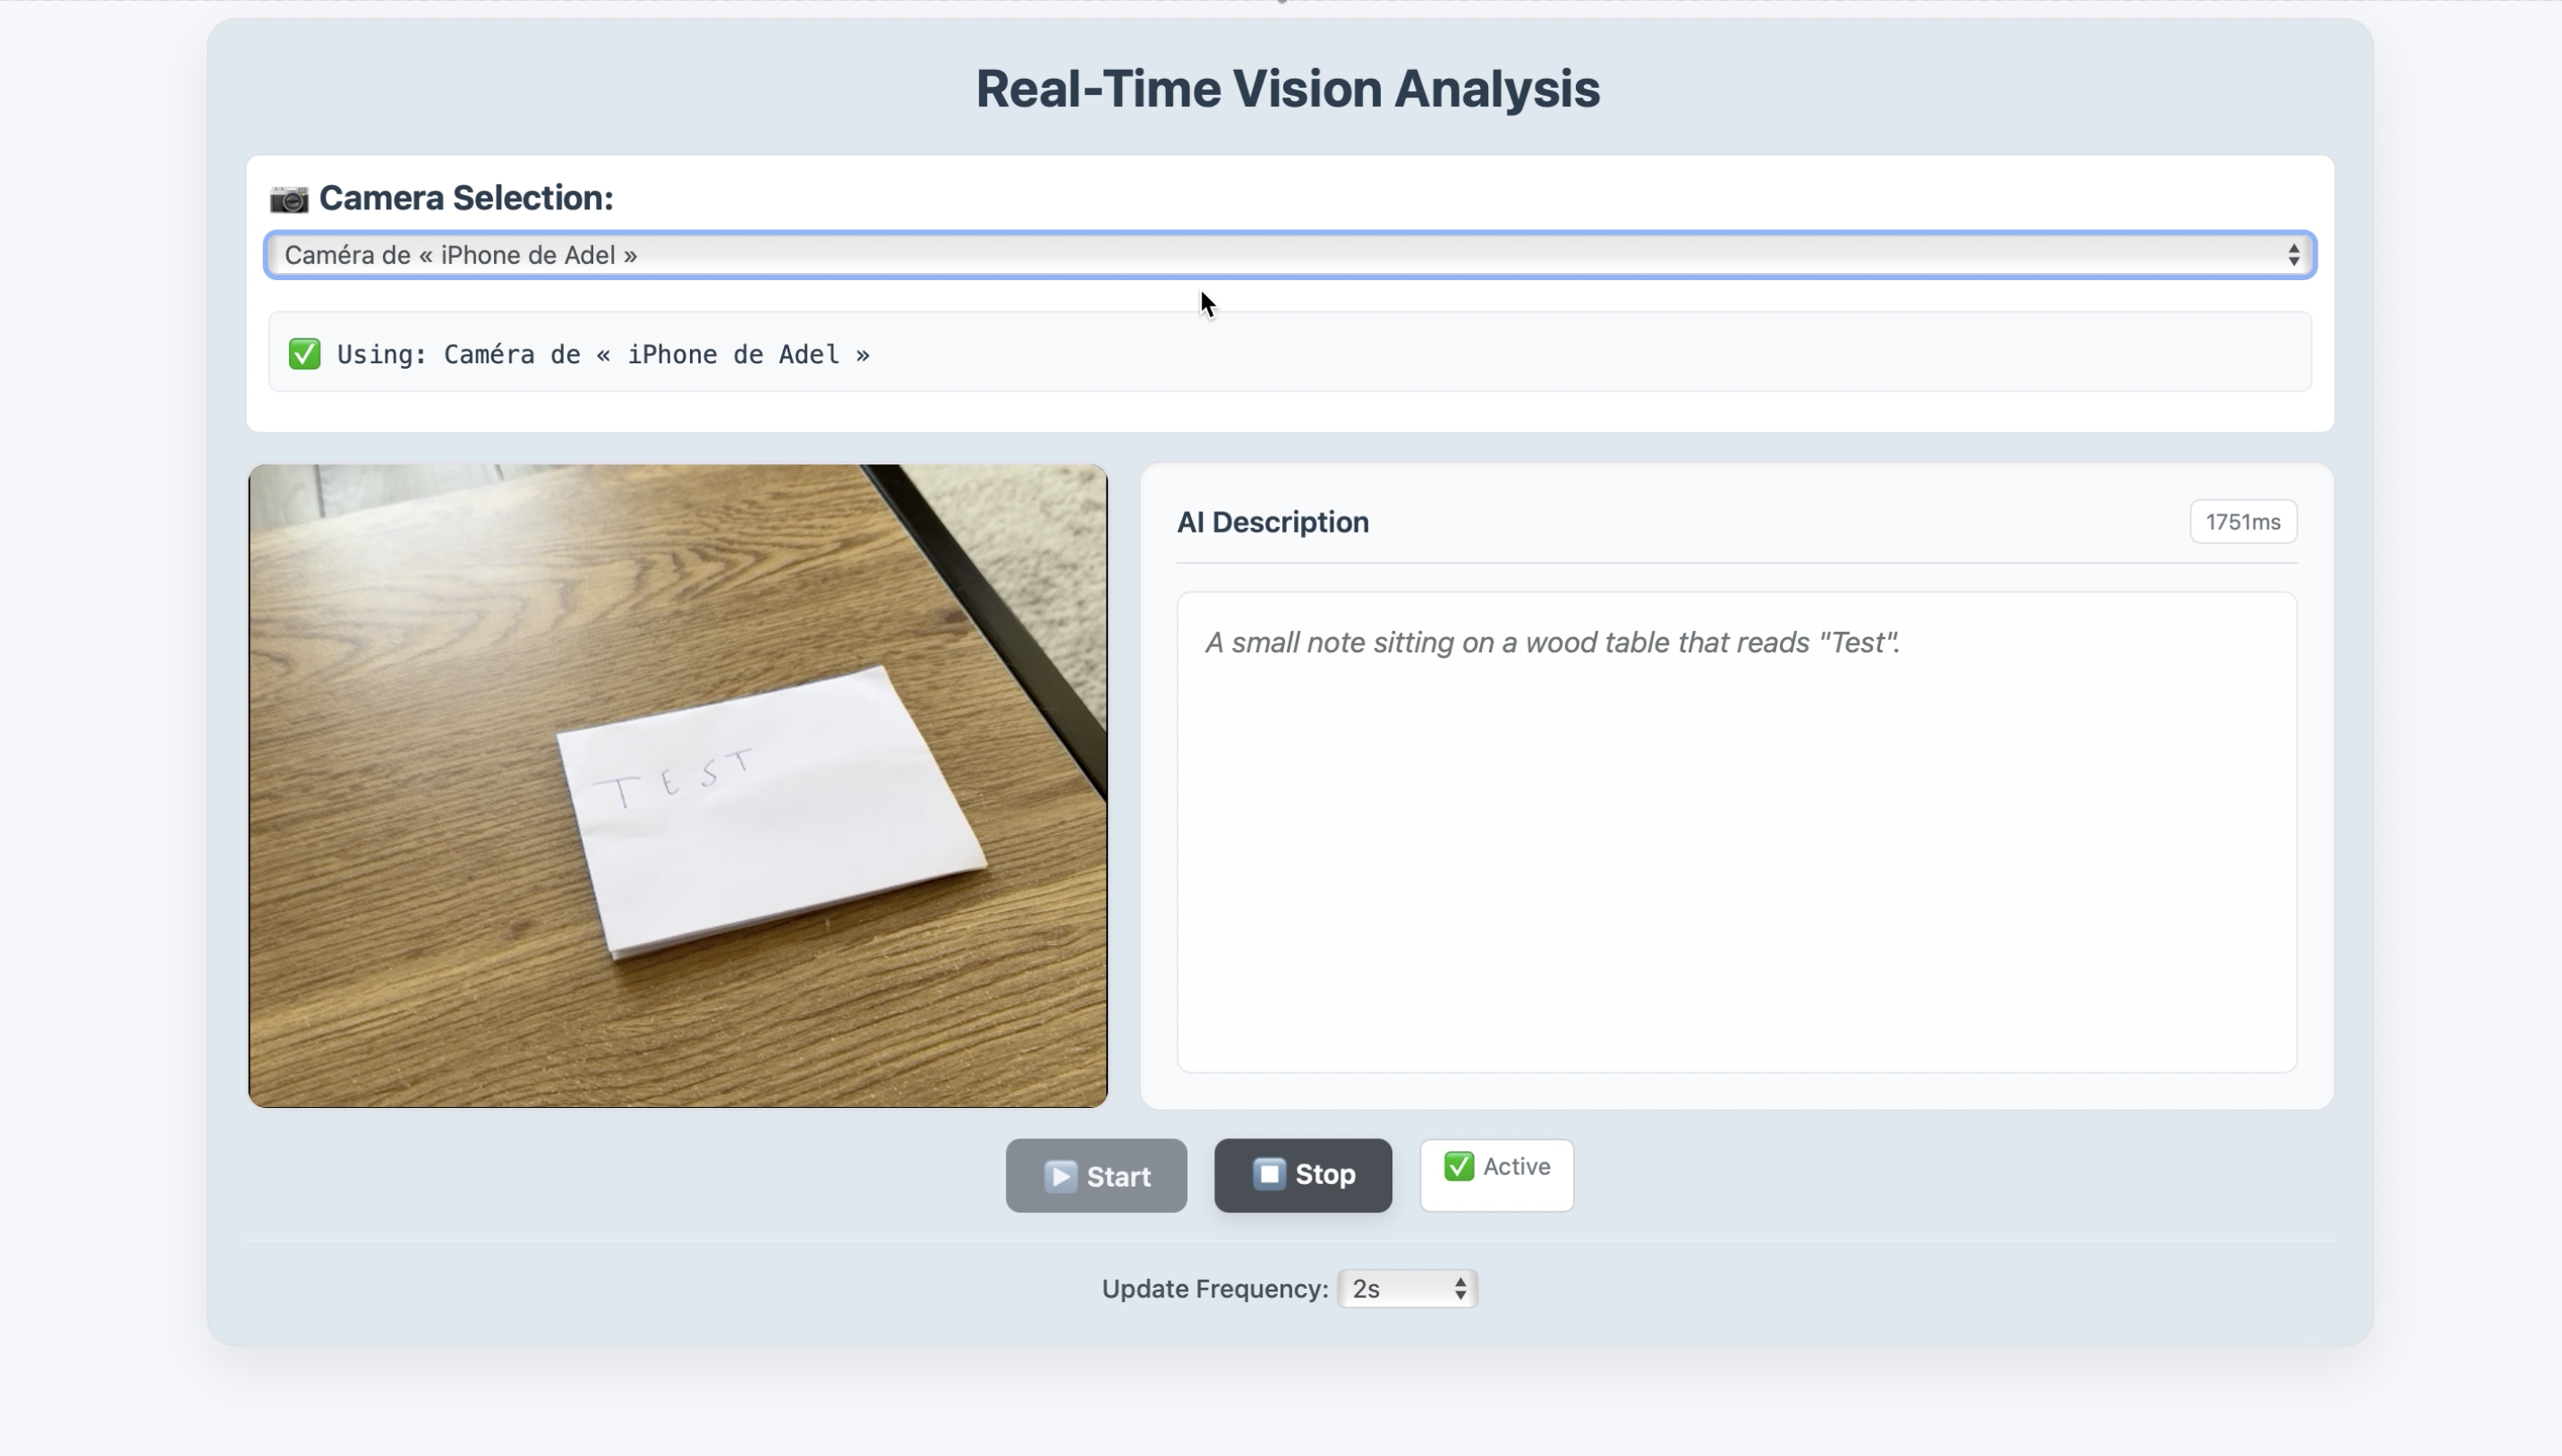 Real-Time Vision Analysis
Camera Selection:
Caméra de « iPhone de Adel »
Using: Caméra de « iPhone de Adel »
TEST
AI Description
1751ms
A small note sitting on a wood table that reads "Test".
Start
Stop
Active
Update Frequency: 2s